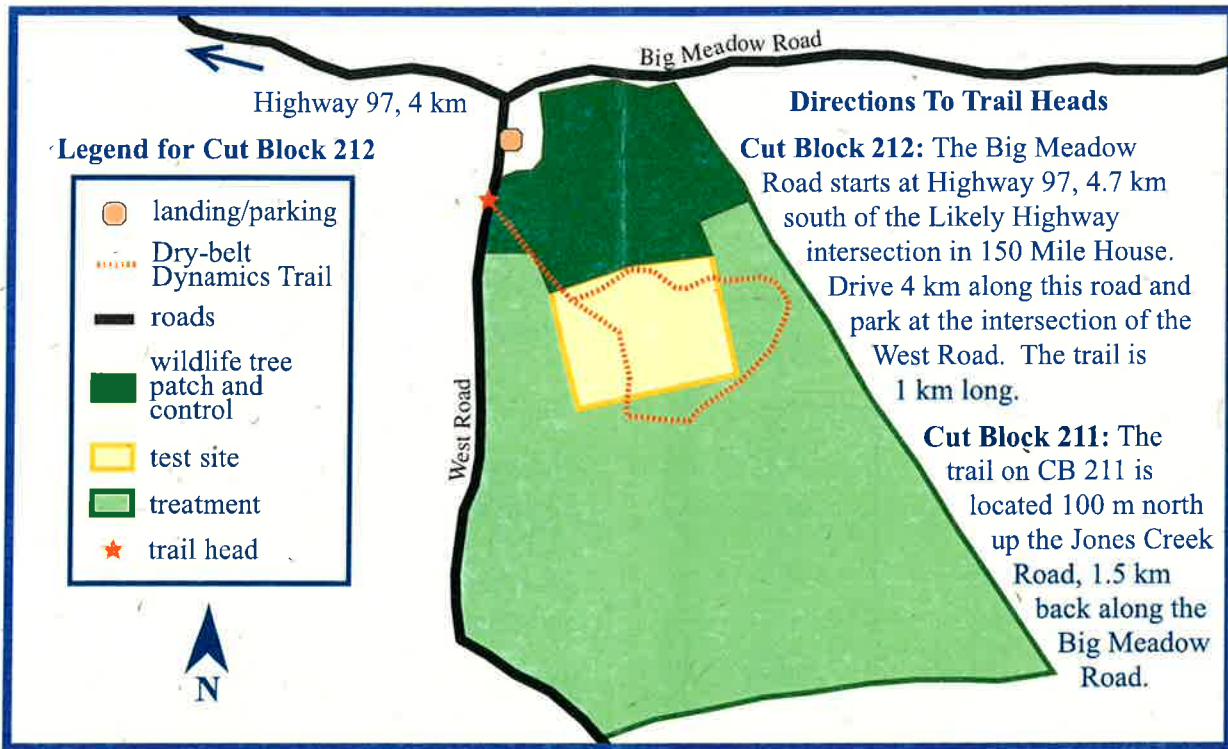 Big Meadow Road
Highway 97, 4 km
Legend for Cut Block 212
landing/parking
Dry-belt
Dynamics Trail
roads
wildlife tree
patch and
control
test site
treatment
trail head
N
West Road
Directions To Trail Heads
Cut Block 212: The Big Meadow
Road starts at Highway 97, 4.7 km
south of the Likely Highway
intersection in 150 Mile House.
Drive 4 km along this road and
park at the intersection of the
West Road. The trail is
1 km long.
Cut Block 211: The
trail on CB 211 is
located 100 m north
up the Jones Creek
Road, 1.5 km
back along the
Big Meadow
Road.